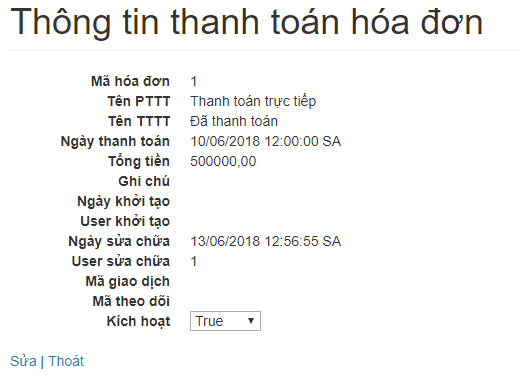 Thông tin thanh toán hóa đơn
Mã hóa đơn 1
Tên PTTT Thanh toán trực tiếp
Tên TTTT Đã thanh toán
Ngày thanh toán 10/06/2018 12:00:00 SA
Tổng tiền 500000,00
Ghi chú
Ngày khởi tạo
User khởi tạo
Ngày sửa chữa 13/06/2018 12:56:55 SA
User sửa chữa 1
Mã giao dịch
Mã theo dõi
Kích hoạt True
Sửa | Thoát